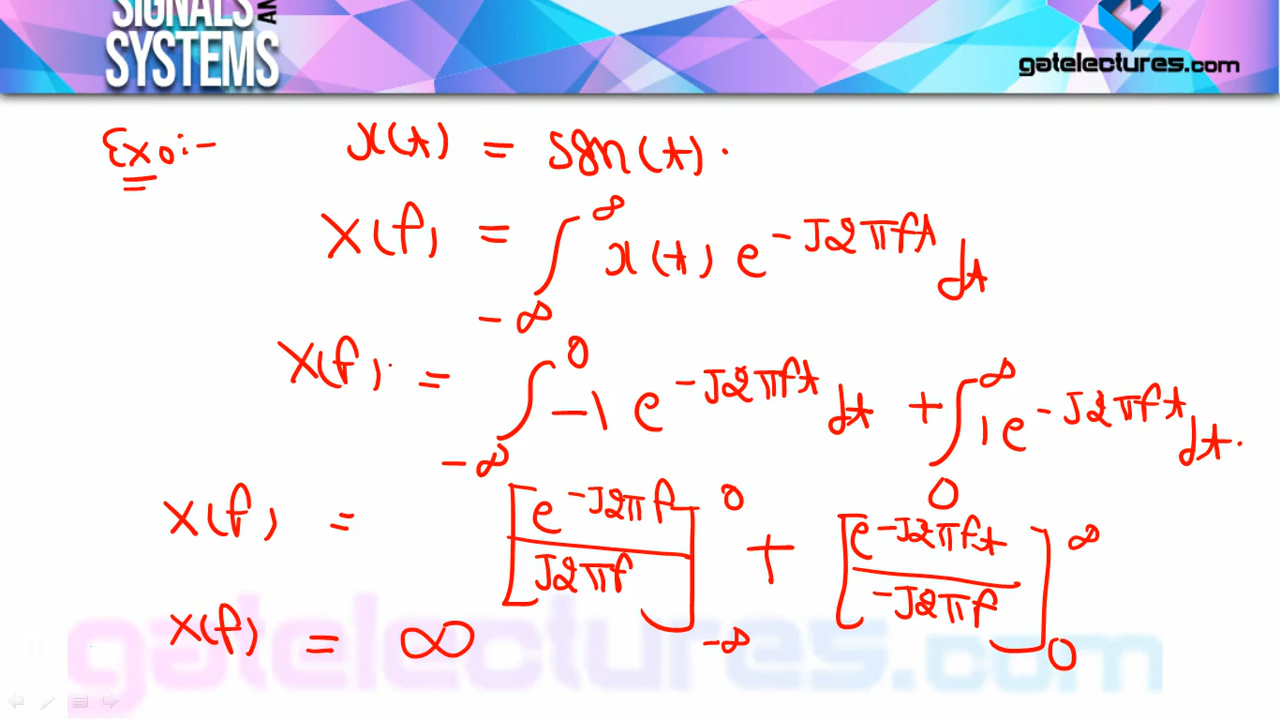 SIGNALS AND
SYSTEMS
gatelectures.com
Exo:- x(t) = sgn(t).
X(f) = ∫_{-∞}^{∞} x(t) e^{-J2πft} dt
X(f) = ∫_{-∞}^{0} -1 e^{-J2πft} dt + ∫_{0}^{∞} 1 e^{-J2πft} dt.
X(f) = [e^{-J2πf} / J2πf]_{-∞}^{0} + [e^{-J2πft} / -J2πf]_{0}^{∞}
X(f) = ∞
gatelectures.com